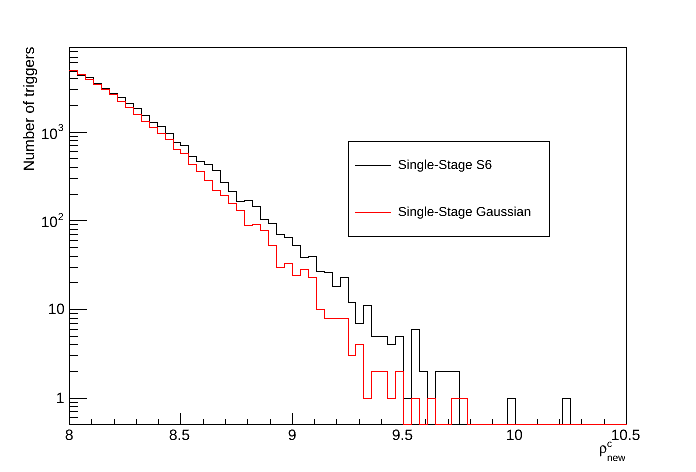 Number of triggers
10³
10²
10
1
Single-Stage S6
Single-Stage Gaussian
8 8.5 9 9.5 10 10.5
ρᶜnew